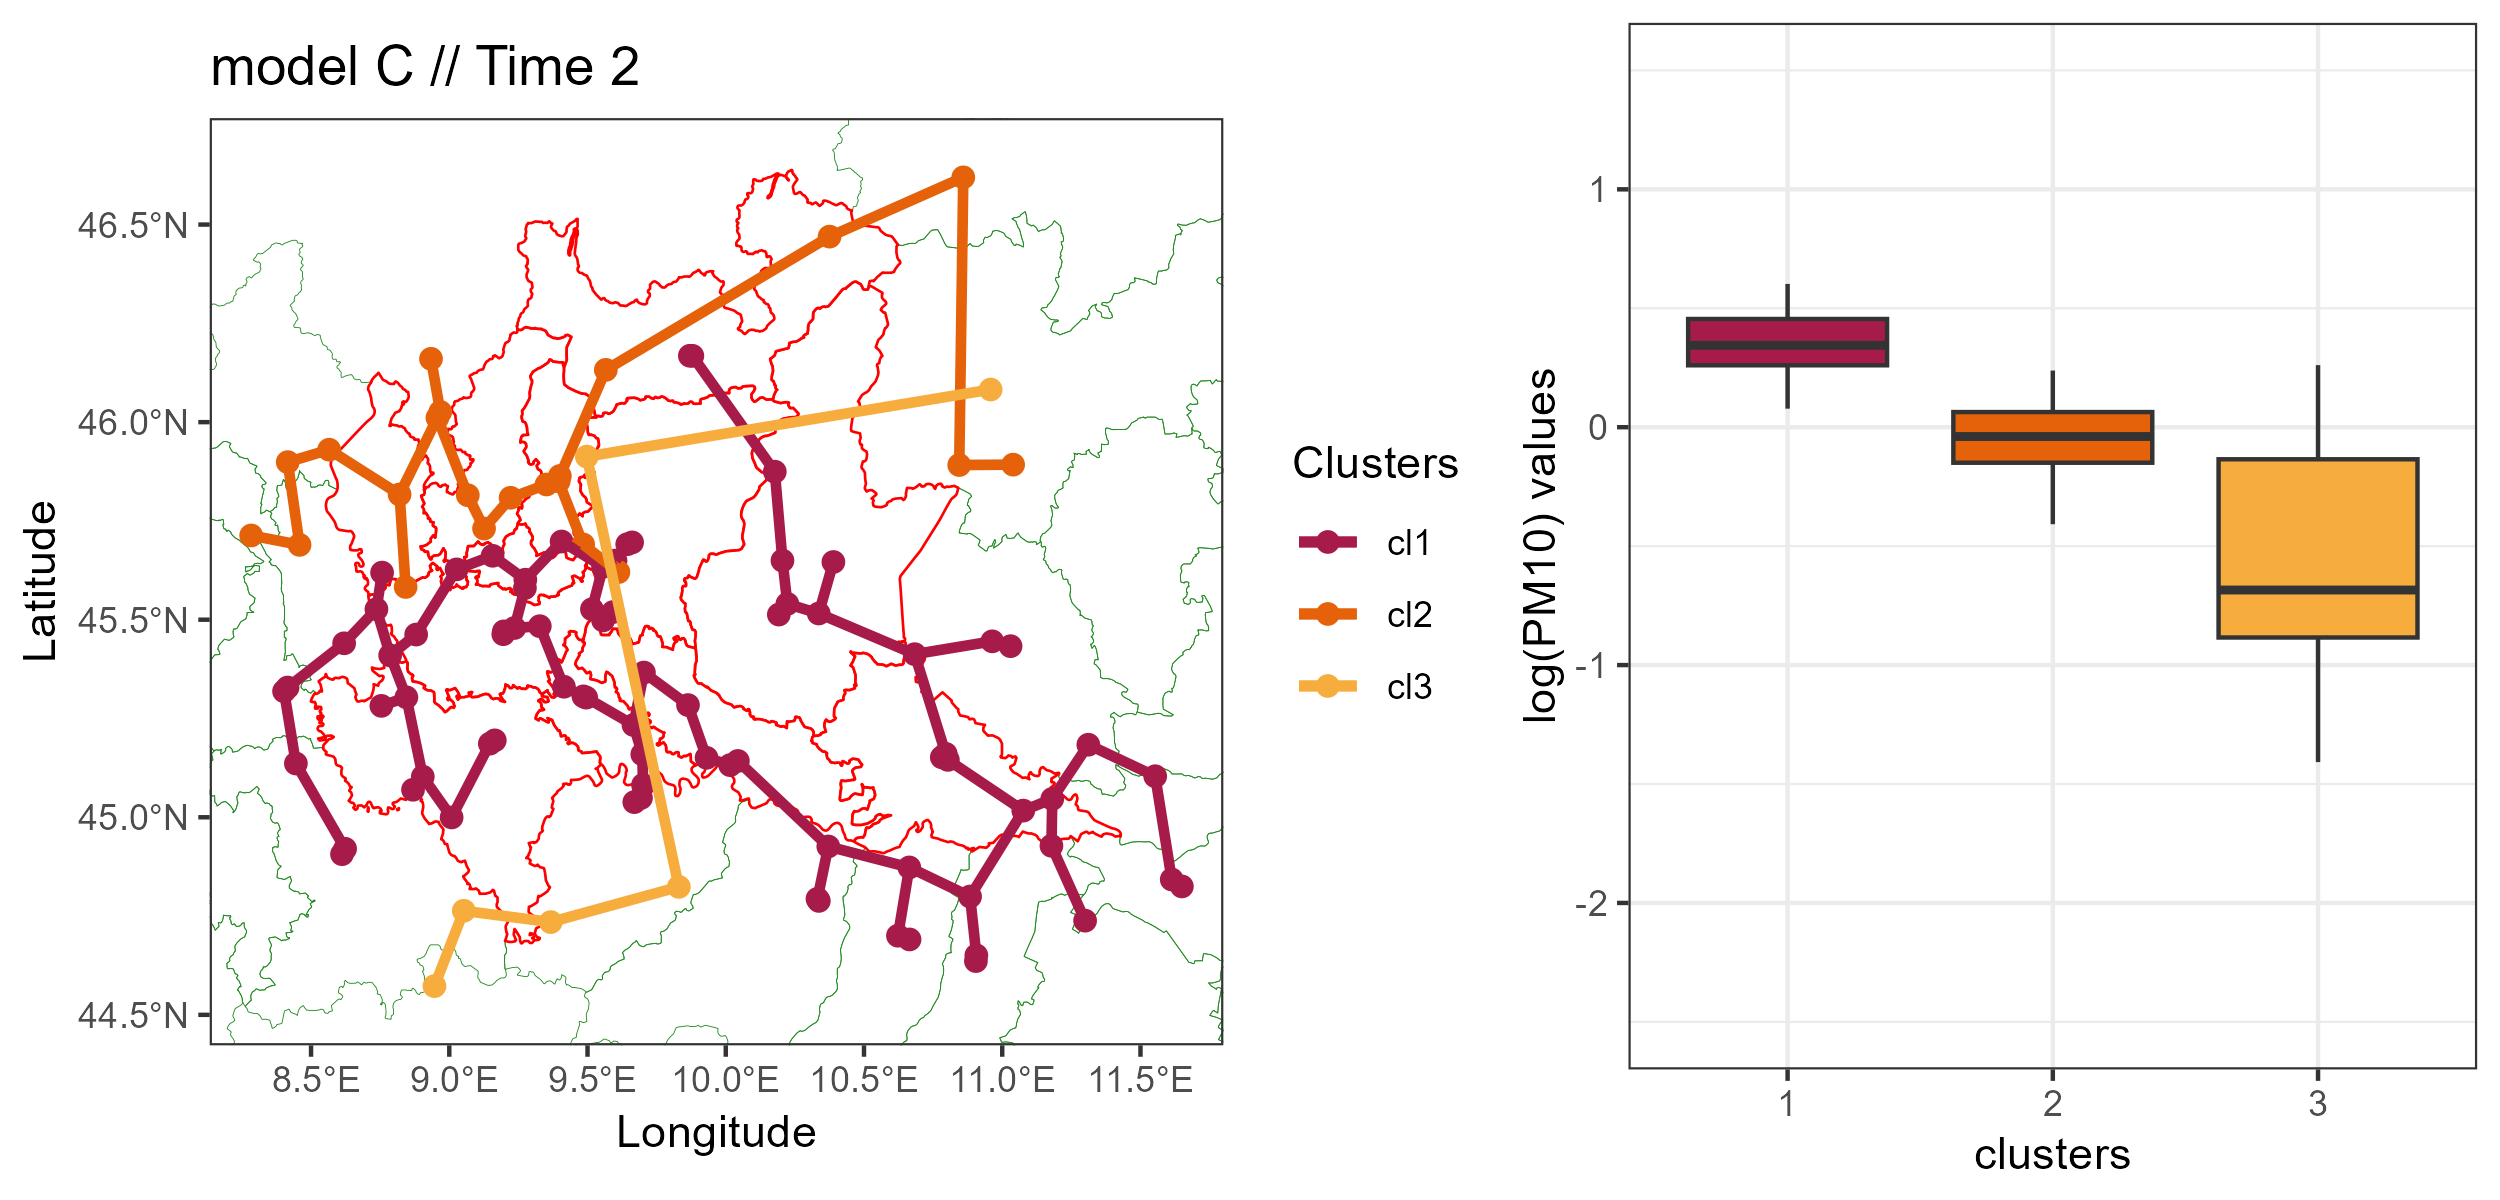 model C // Time 2
46.5°N
46.0°N
45.5°N
45.0°N
44.5°N
Latitude
8.5°E 9.0°E 9.5°E 10.0°E 10.5°E 11.0°E 11.5°E
Longitude
Clusters
cl1
cl2
cl3
log(PM10) values
1
0
-1
-2
1 2 3
clusters